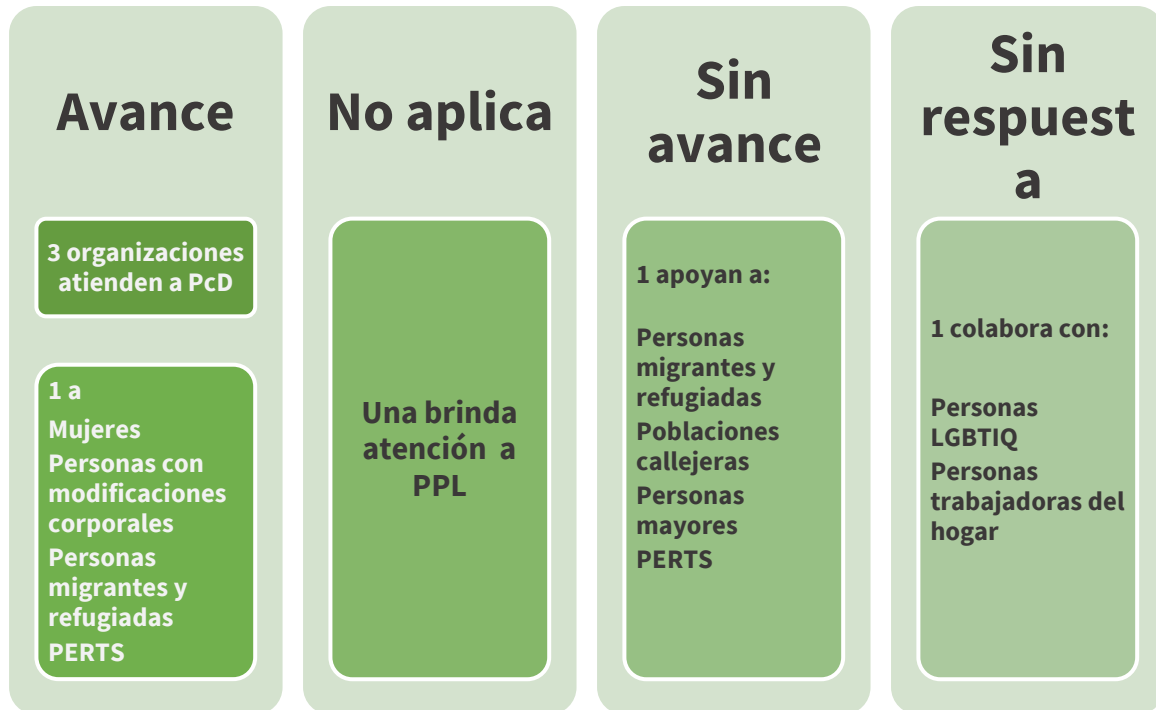 Avance
3 organizaciones
atienden a PcD
1 a
Mujeres
Personas con
modificaciones
corporales
Personas
migrantes y
refugiadas
PERTS
No aplica
Una brinda
atención a
PPL
Sin
avance
1 apoyan a:
Personas
migrantes y
refugiadas
Poblaciones
callejeras
Personas
mayores
PERTS
Sin
respuest
a
1 colabora con:
Personas
LGBTIQ
Personas
trabajadoras del
hogar